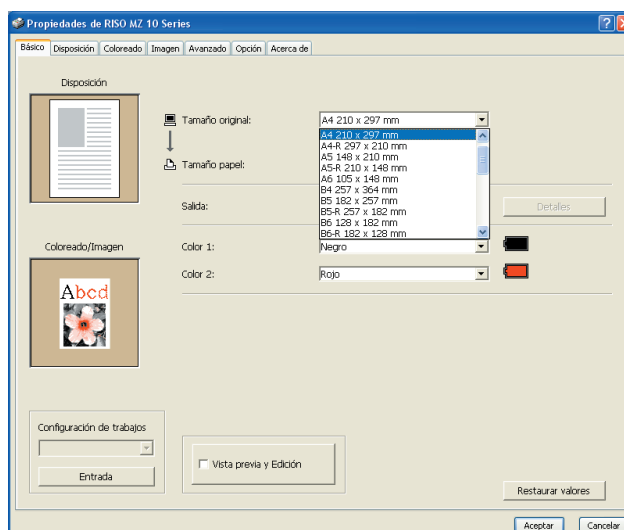 Propiedades de RISO MZ 10 Series
Básico Disposición Coloreado Imagen Avanzado Opción Acerca de
Disposición
Tamaño original:
A4 210 x 297 mm
A4 210 x 297 mm
A4-R 297 x 210 mm
A5 148 x 210 mm
A5-R 210 x 148 mm
Tamaño papel:
A6 105 x 148 mm
B4 257 x 364 mm
B5 182 x 257 mm
Salida:
Detalles
B5-R 257 x 182 mm
B6 128 x 182 mm
B6-R 182 x 128 mm
Coloreado/Imagen
Color 1:
Negro
Color 2:
Rojo
Abcd
Configuración de trabajos
Entrada
Vista previa y Edición
Restaurar valores
Aceptar
Cancelar